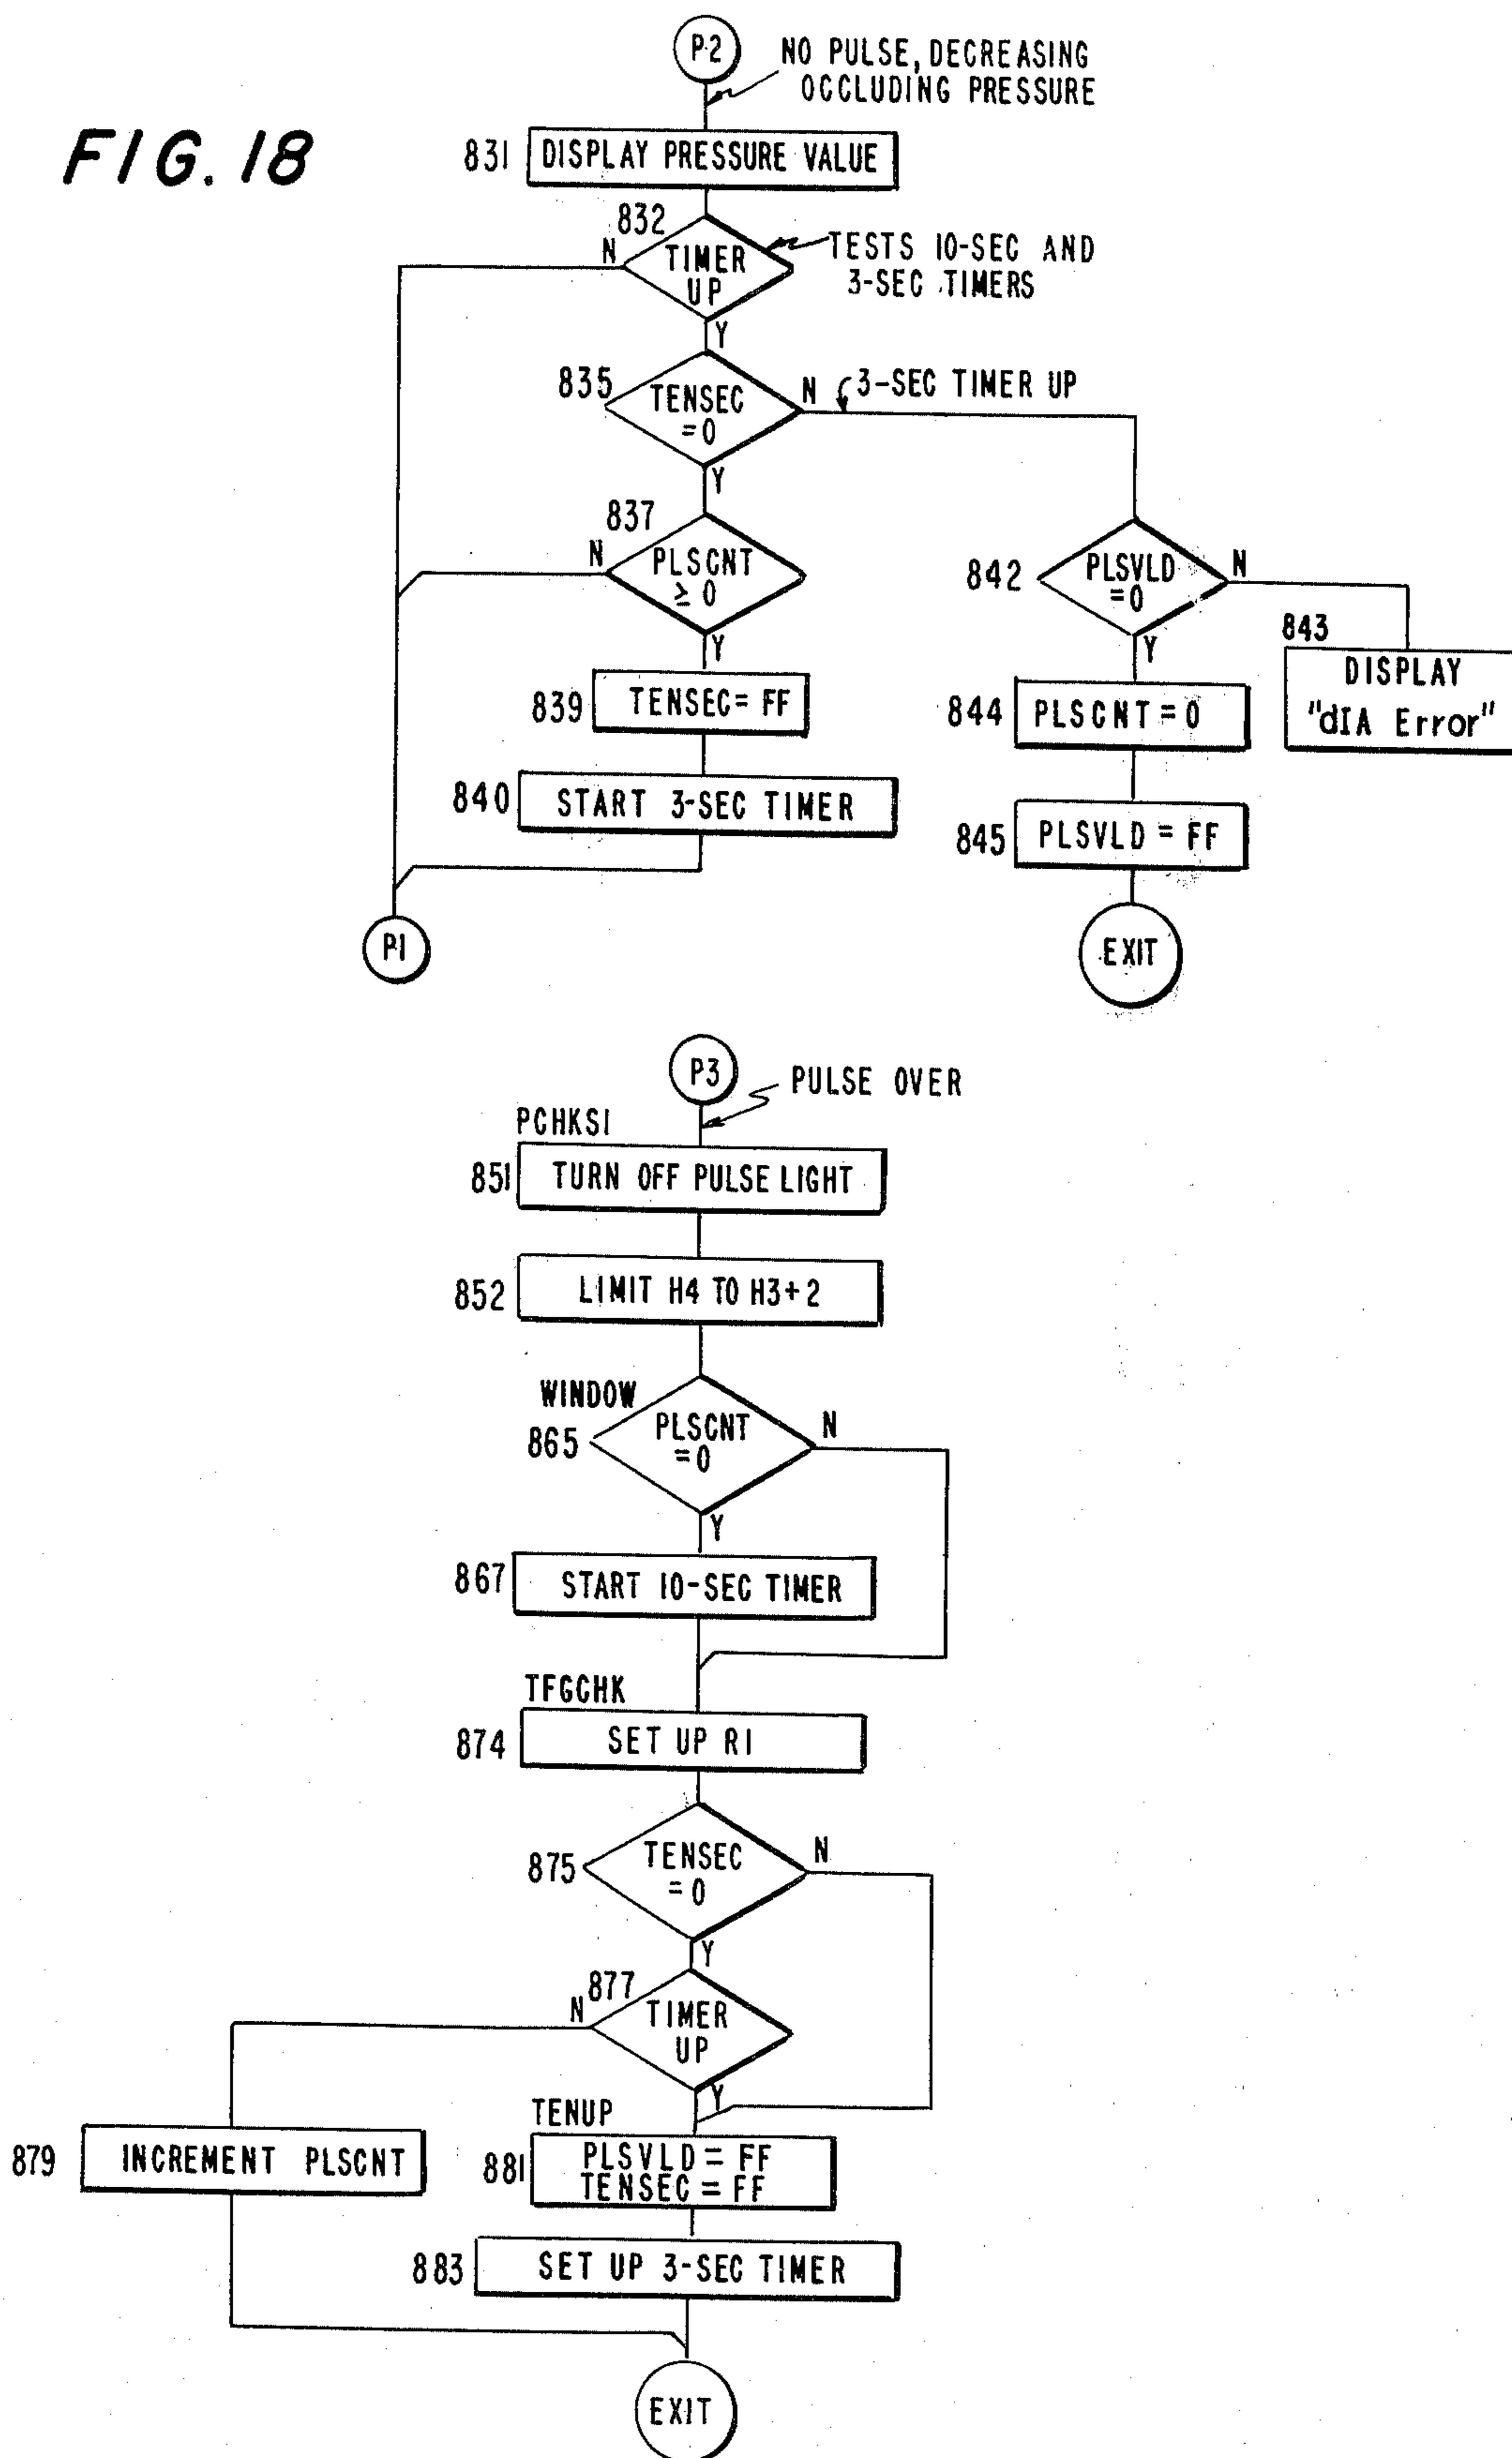 FIG. 18
P2
NO PULSE, DECREASING
OCCLUDING PRESSURE
831
DISPLAY PRESSURE VALUE
832
N
TIMER
UP
TESTS 10-SEC AND
3-SEC TIMERS
Y
835
TENSEC
=0
N
3-SEC TIMER UP
Y
837
N
PLSCNT
≥ 0
842
PLSVLD
=0
N
Y
Y
843
DISPLAY
"dIA Error"
839
TENSEC= FF
844
PLSCNT = 0
840
START 3-SEC TIMER
845
PLSVLD = FF
P1
EXIT
P3
PULSE OVER
PCHKS1
851
TURN OFF PULSE LIGHT
852
LIMIT H4 TO H3+2
WINDOW
865
PLSCNT
=0
N
Y
867
START 10-SEC TIMER
TFGCHK
874
SET UP R1
875
TENSEC
= 0
N
Y
877
N
TIMER
UP
Y
TENUP
879
INCREMENT PLSCNT
881
PLSVLD = FF
TENSEC = FF
883
SET UP 3-SEC TIMER
EXIT